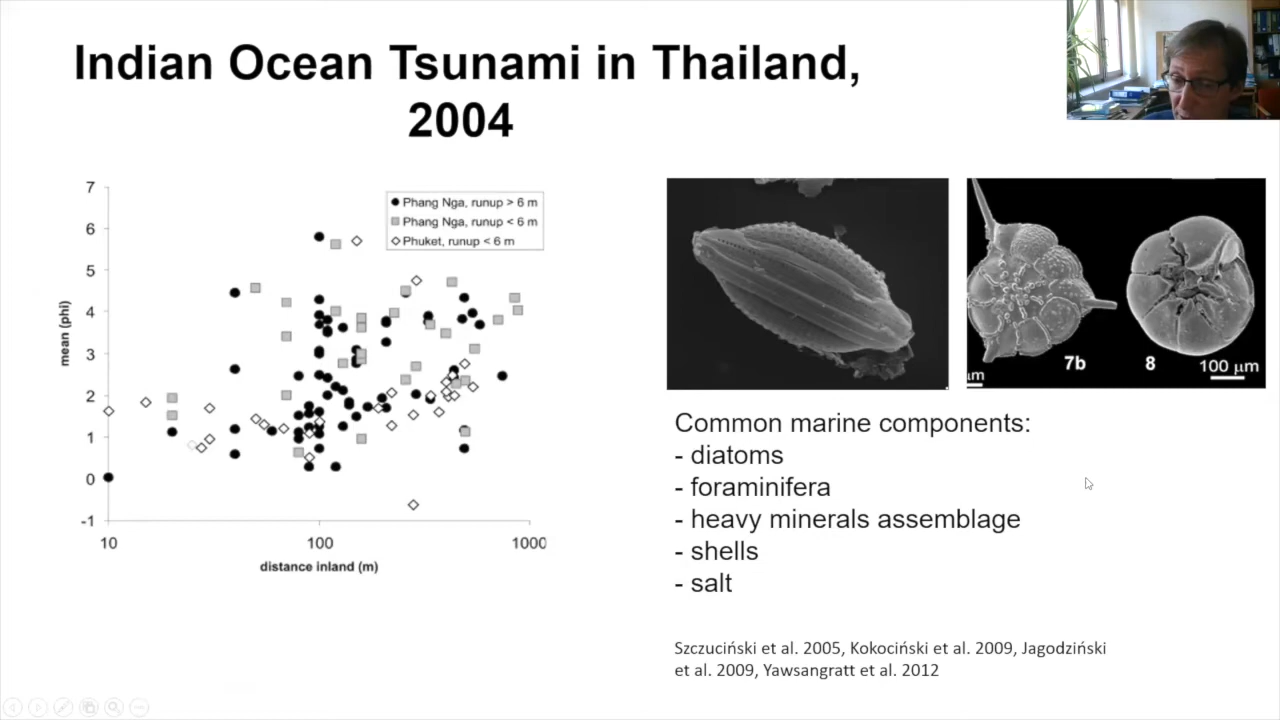 Indian Ocean Tsunami in Thailand,
2004
7
6
5
4
3
2
1
0
-1
mean (phi)
10
100
1000
distance inland (m)
Phang Nga, runup > 6 m
Phang Nga, runup < 6 m
Phuket, runup < 6 m
μm
7b
8
100 μm
Common marine components:
- diatoms
- foraminifera
- heavy minerals assemblage
- shells
- salt
Szczuciński et al. 2005, Kokociński et al. 2009, Jagodziński
et al. 2009, Yawsangratt et al. 2012